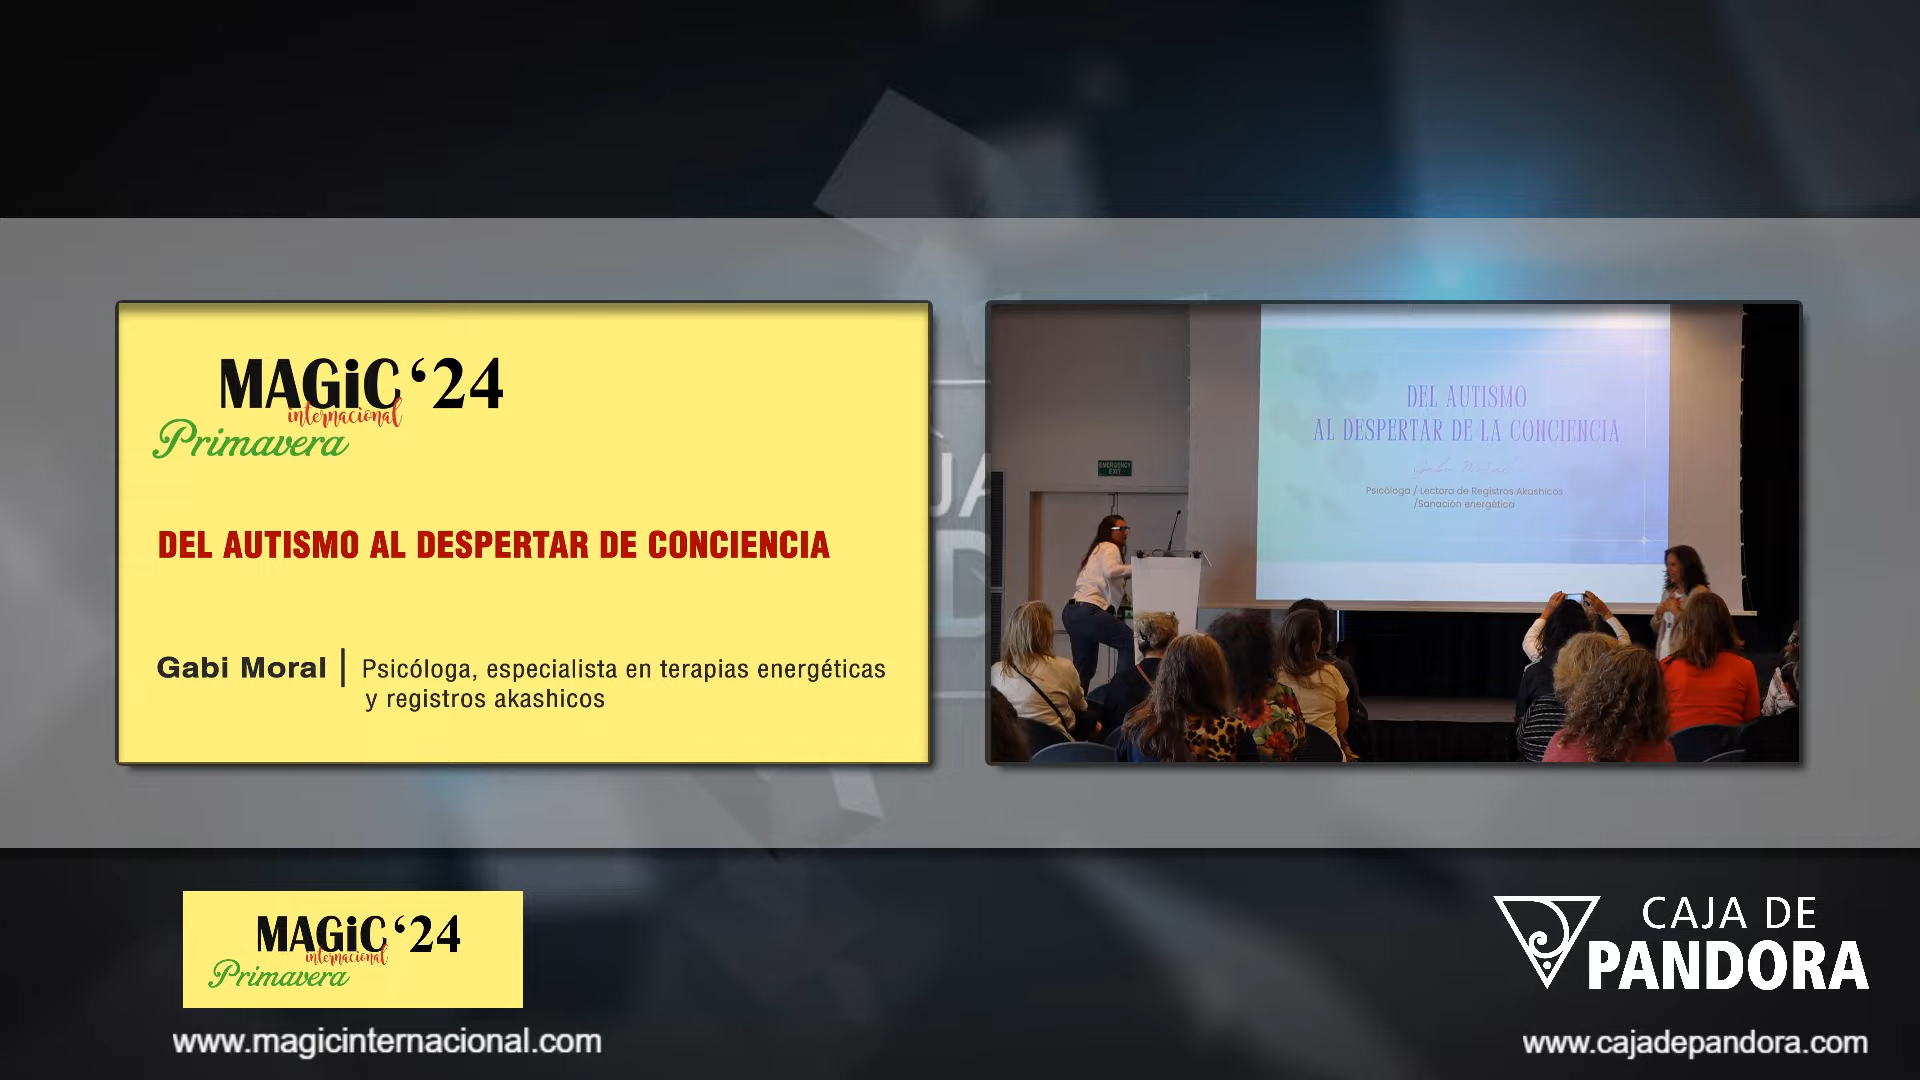 MAGiC ‘24
internacional
Primavera
DEL AUTISMO AL DESPERTAR DE CONCIENCIA
Gabi Moral | Psicóloga, especialista en terapias energéticas
y registros akashicos
DEL AUTISMO
AL DESPERTAR DE LA CONCIENCIA
Gabi Moral
Psicóloga / Lectora de Registros Akashicos
/Sanación energética
EMERGENCY
EXIT
MAGiC ‘24
internacional
Primavera
www.magicinternacional.com
CAJA DE
PANDORA
www.cajadepandora.com